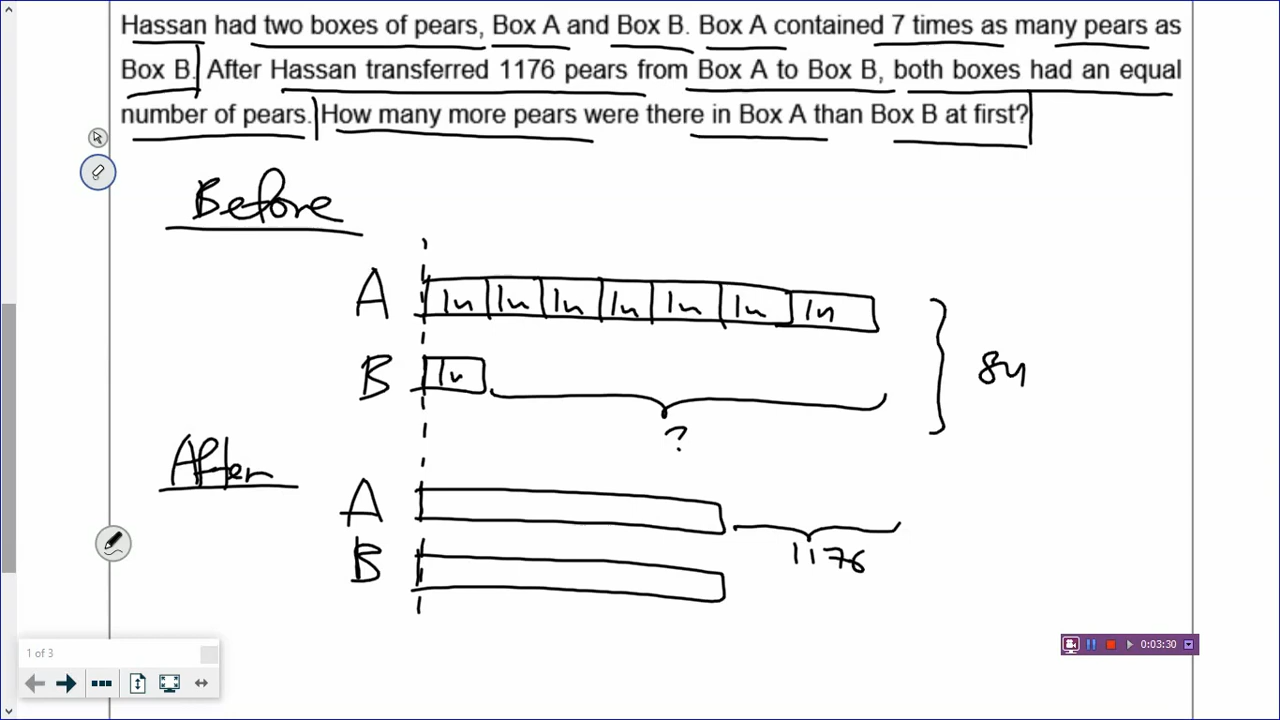 Hassan had two boxes of pears, Box A and Box B. Box A contained 7 times as many pears as
Box B. After Hassan transferred 1176 pears from Box A to Box B, both boxes had an equal
number of pears. How many more pears were there in Box A than Box B at first?
Before
A 1u 1u 1u 1u 1u 1u 1u
8u
B 1u
?
After
A
1176
B
1 of 3
0:03:30